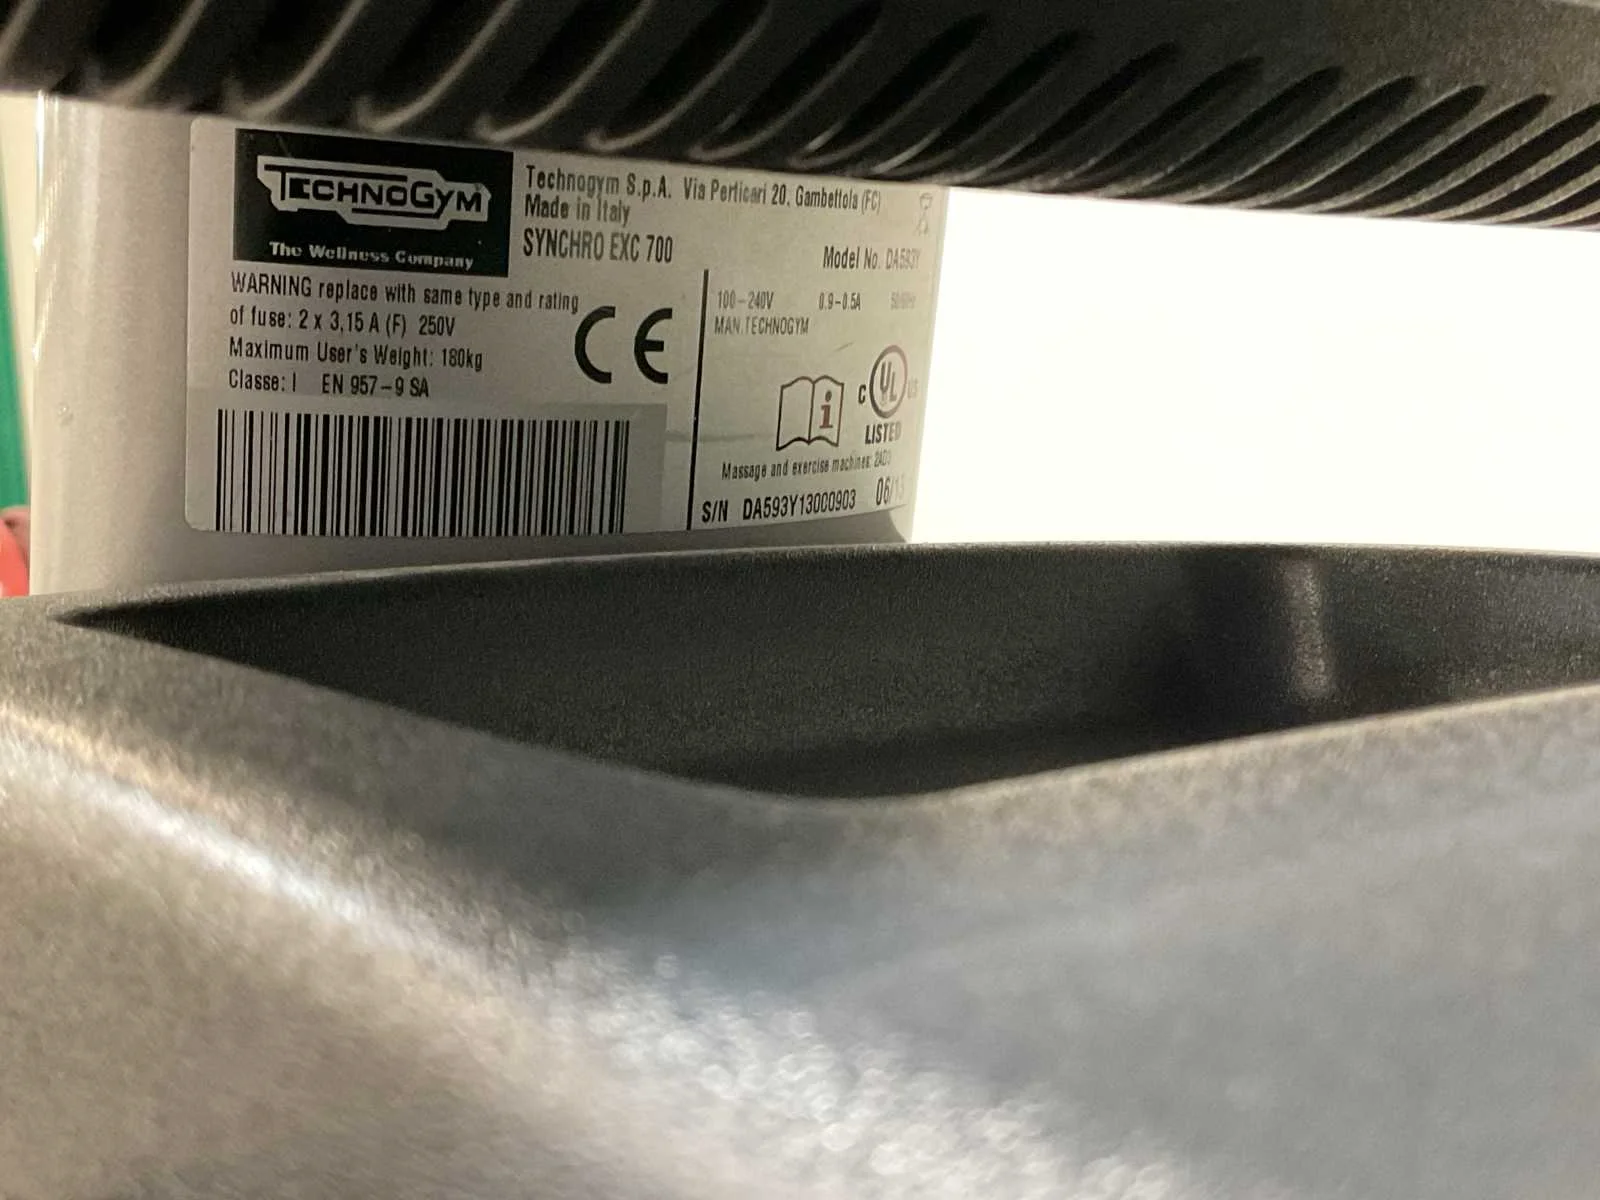 TECHNOGYM
The Wellness Company
Technogym S.p.A. Via Perticari 20, Gambettola (FC)
Made in Italy
SYNCHRO EXC 700
Model No. DA593Y
WARNING replace with same type and rating
of fuse: 2 x 3,15 A (F) 250V
Maximum User's Weight: 180kg
Classe: I EN 957-9 SA
CE
100-240V 0.9-0.5A
MAN.TECHNOGYM
i
C UL US
LISTED
Massage and exercise machines:
S/N DA593Y13000903